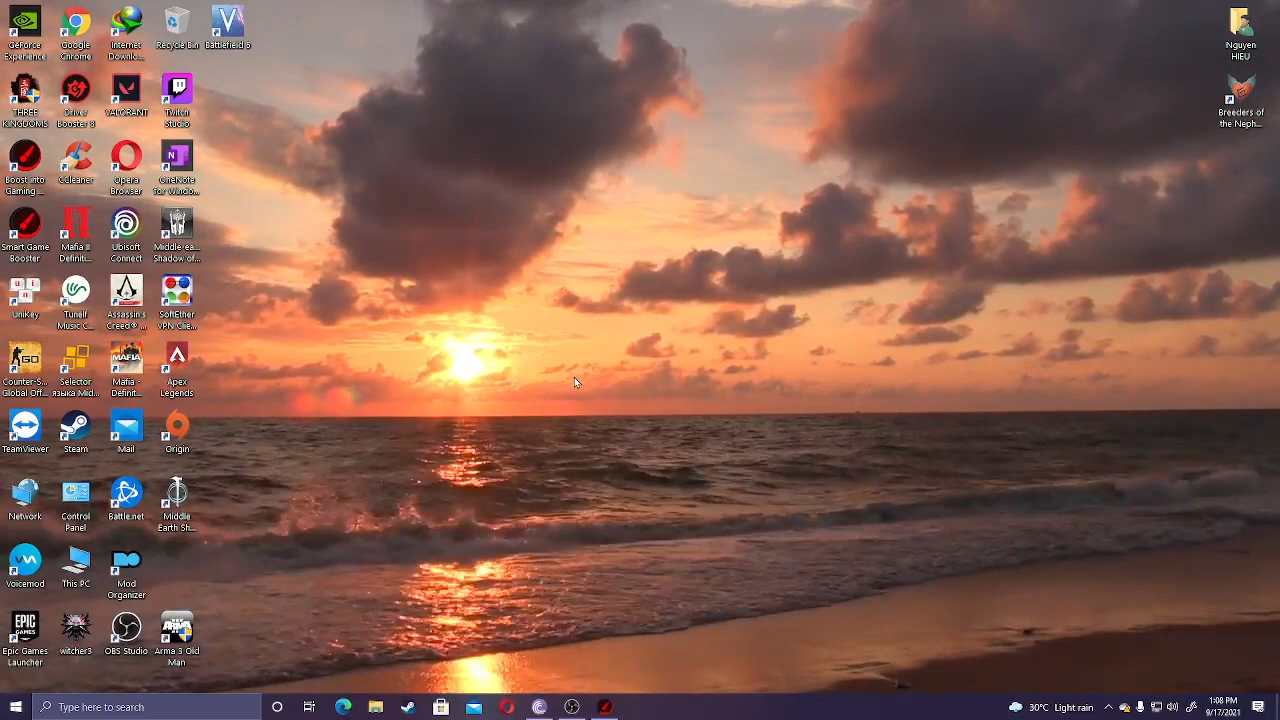 GeForce
Experience
Google
Chrome
Internet
Downlo...
Recycle Bin
Battlefield 5
THREE
KINGDOMS
Driver
Booster 8
VALORANT
Twitch
Studio
Boost into
Gaming ...
CCleaner
Opera
Browser
OneNote
for Windo...
Smart Game
Booster
Mafia II
Definiti...
Ubisoft
Connect
Middle-ea...
Shadow of...
UniKey
Tunelf
Music C...
Assassin's
Creed® ...
SoftEther
VPN Clie...
Counter-S...
Global Off...
Selector
языка Mid...
MAFIA
Mafia -
Definit...
Apex
Legends
TeamViewer
Steam
Mail
Origin
Network
Control
Panel
Battle.net
Middle
Earth Sh...
Voicemod
This PC
Mod
Organizer
EPIC
GAMES
Epic Games
Launcher
witcher3
OBS Studio
ARMA
Arma 3 Old
Man
Nguyen
HIEU
Breeders of
the Neph...
Type here to search
30°C Light rain
1:08 PM
9/17/2021